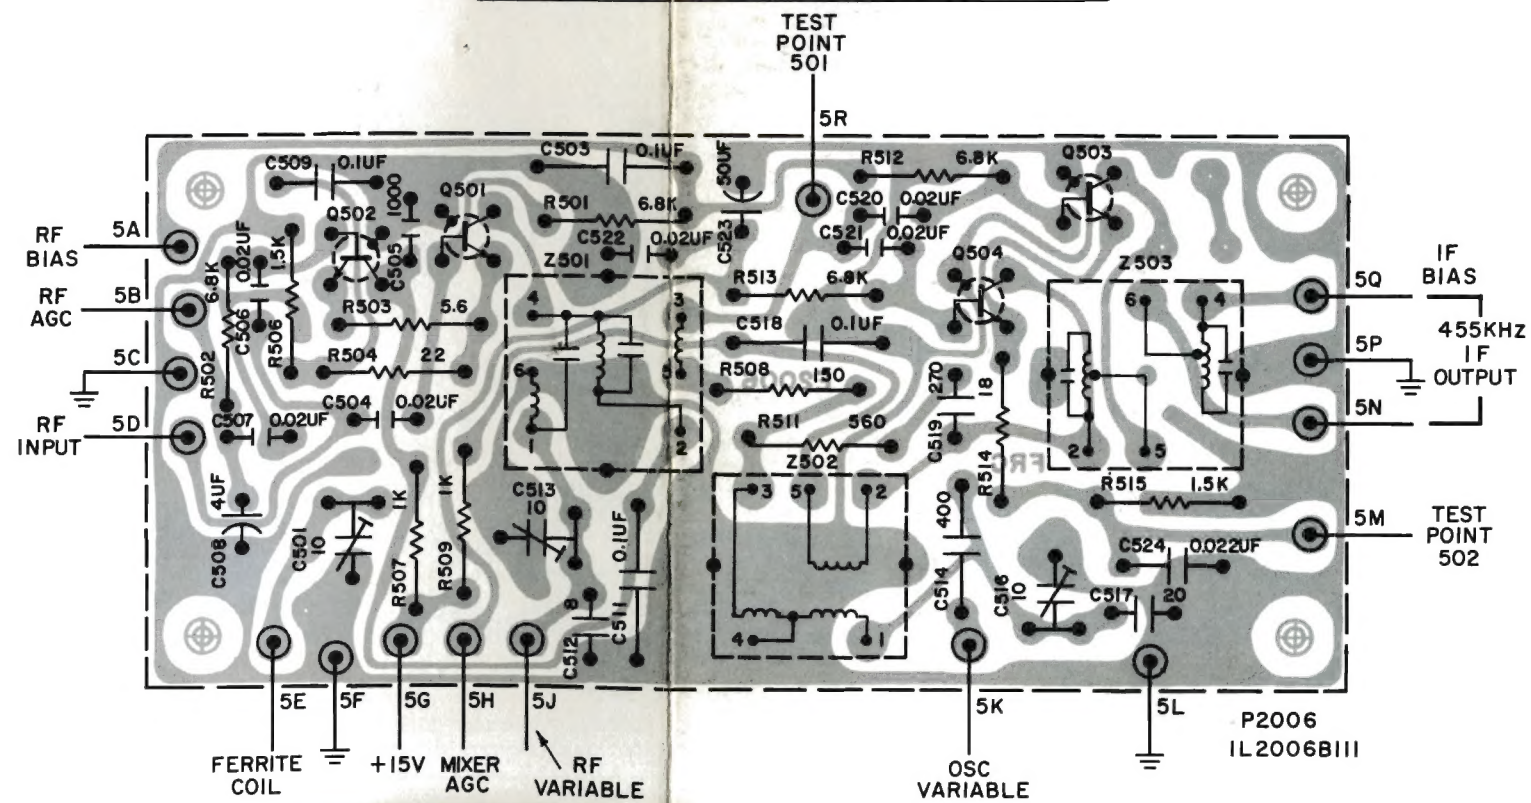 TEST
POINT
501
5R
C509
0.1UF
C503
0.1UF
50UF
C523
R512
6.8K
Q503
Q502
1000
C505
Q501
R501
6.8K
C520
0.02UF
C522
0.02UF
C521
0.02UF
RF
BIAS
5A
6.8K
0.02UF
1.5K
Z501
Q504
Z503
5Q
IF
BIAS
RF
AGC
5B
R502
C506
R506
R503
5.6
4
3
R513
6.8K
6
4
C518
0.1UF
455KHz
IF
OUTPUT
5P
5C
R504
22
6
5
R508
150
270
18
C519
R514
RF
INPUT
5D
C507
0.02UF
C504
0.02UF
2
R511
560
2
5
5N
FRC
Z502
4UF
C508
C501
10
1K
R507
1K
R509
C513
10
0.1UF
C511
3
5
2
400
C514
R515
1.5K
5M
TEST
POINT
502
C524
0.022UF
C516
10
C517
20
8
C512
4
1
5E
5F
5G
5H
5J
5K
5L
P2006
1L2006B111
FERRITE
COIL
+15V
MIXER
AGC
RF
VARIABLE
OSC
VARIABLE